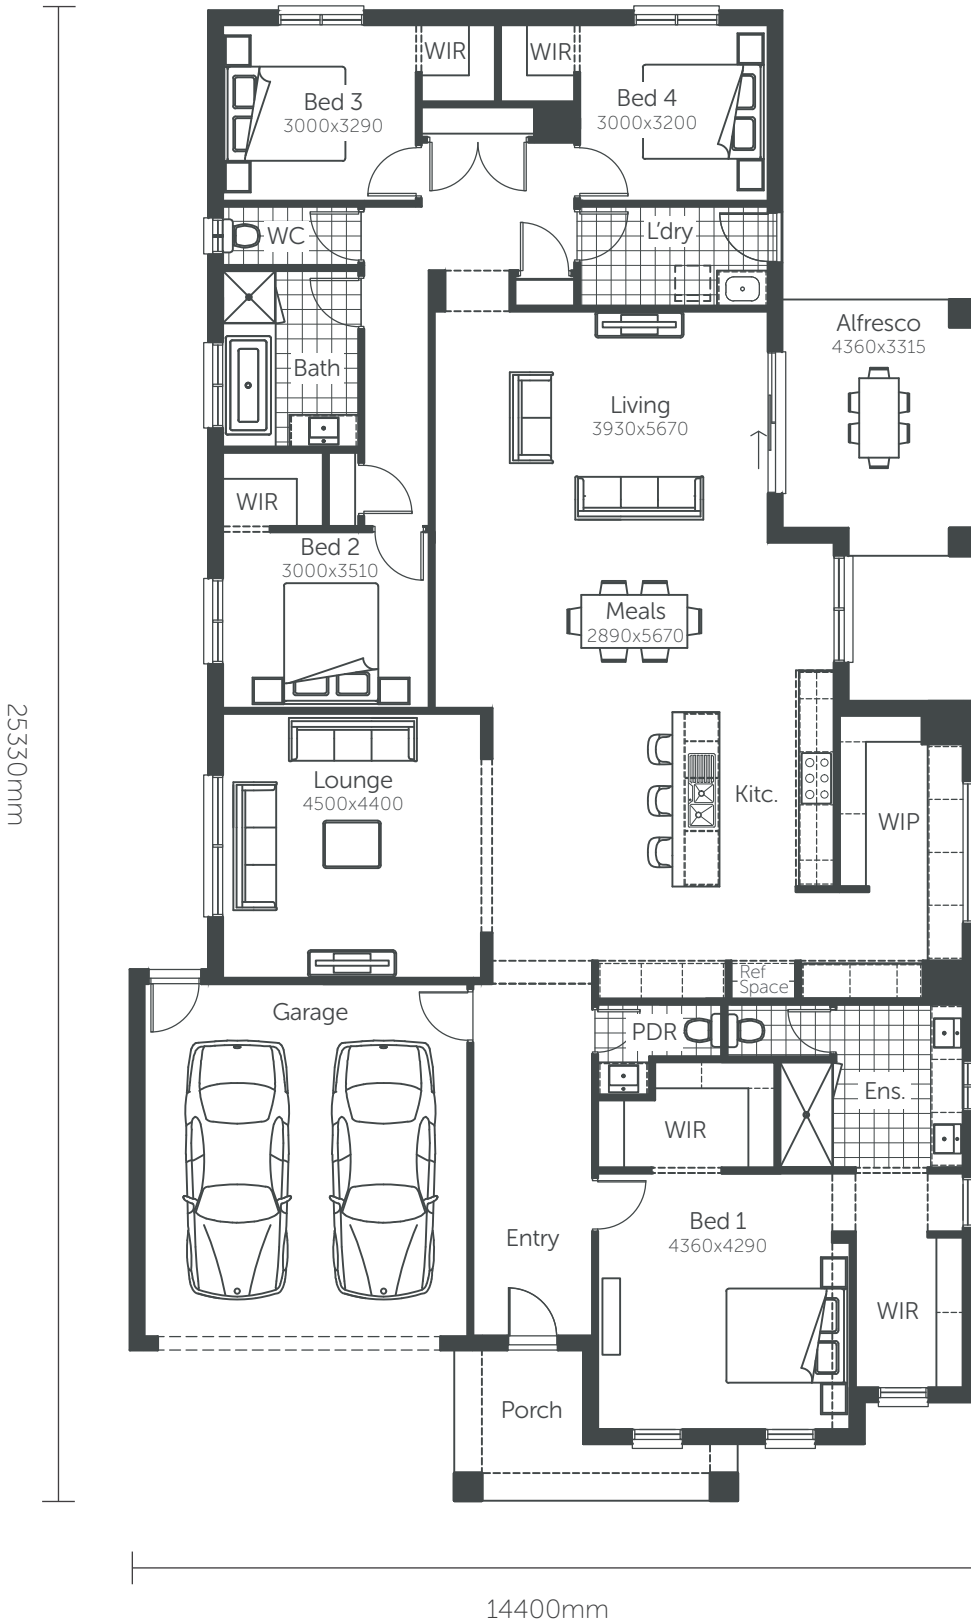 WIR
WIR
Bed 3
3000x3290
Bed 4
3000x3200
WC
L'dry
Alfresco
4360x3315
Bath
Living
3930x5670
WIR
Bed 2
3000x3510
Meals
2890x5670
25330mm
Lounge
4500x4400
Kitc.
WIP
Ref
Space
Garage
PDR
Ens.
WIR
Bed 1
4360x4290
Entry
WIR
Porch
14400mm